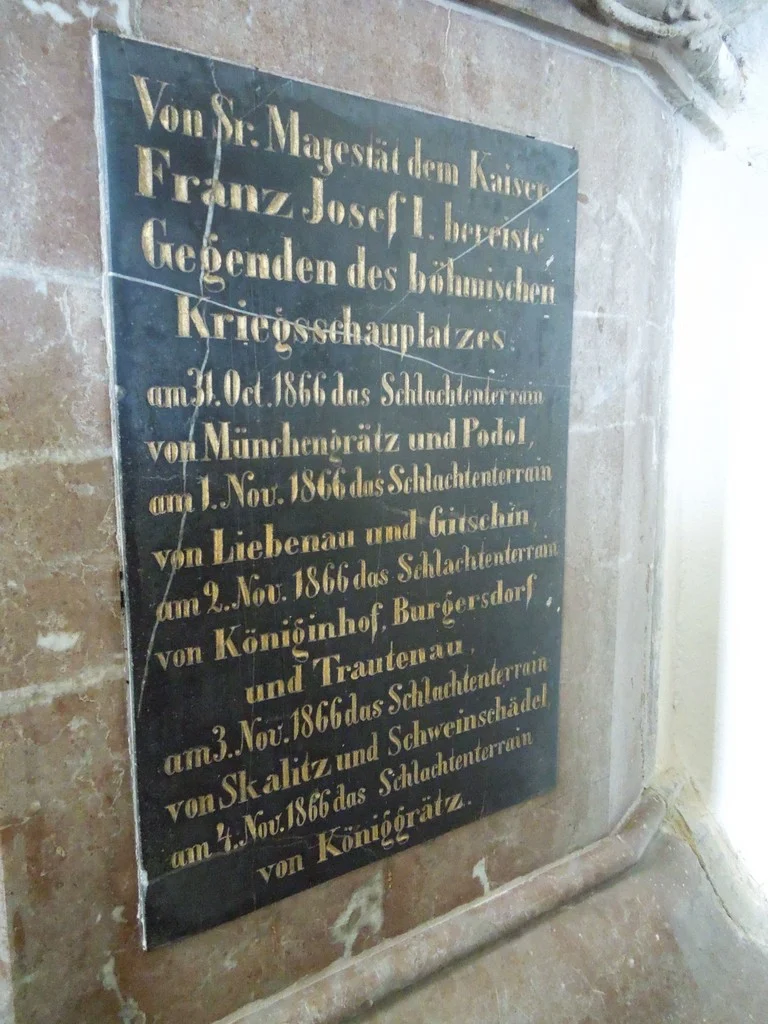 Von Sr. Majestät dem Kaiser
Franz Josef I. bereiste
Gegenden des böhmischen
Kriegsschauplatzes.
am 31. Oct. 1866 das Schlachtenterrain
von Münchengrätz und Podol,
am 1. Nov. 1866 das Schlachtenterrain
von Liebenau und Gitschin,
am 2. Nov. 1866 das Schlachtenterrain
von Königinhof, Burgersdorf
und Trautenau,
am 3. Nov. 1866 das Schlachtenterrain
von Skalitz und Schweinschädel,
am 4. Nov. 1866 das Schlachtenterrain
von Königgrätz.